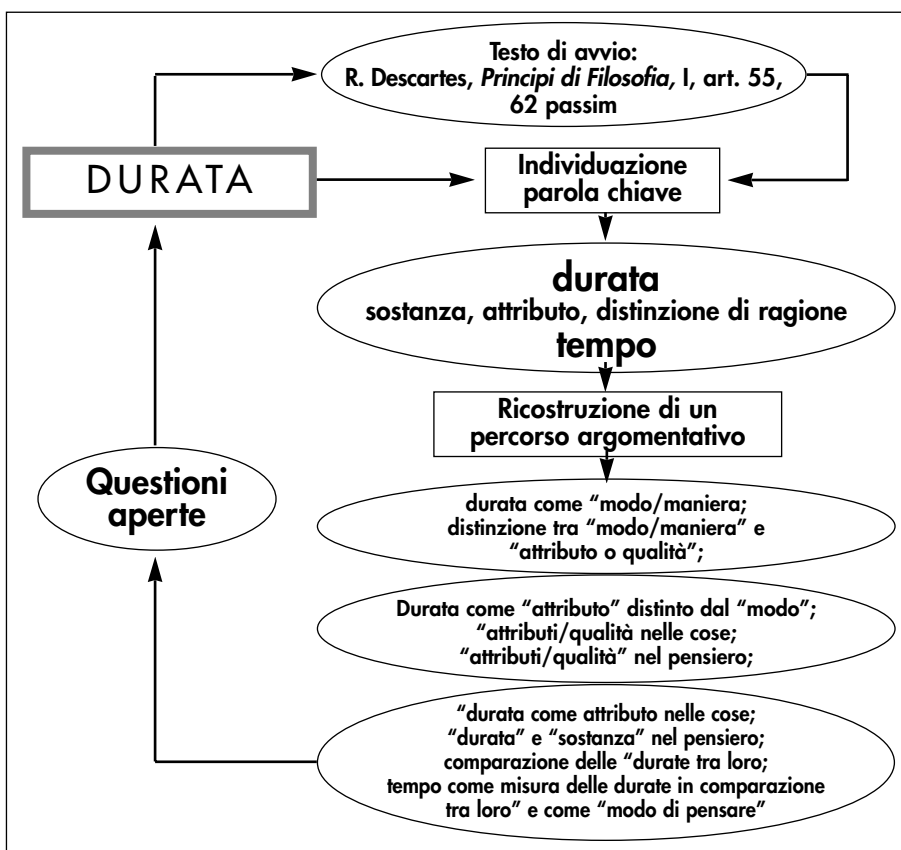 Testo di avvio:
R. Descartes, Principi di Filosofia, I, art. 55,
62 passim
DURATA
Individuazione
parola chiave
durata
sostanza, attributo, distinzione di ragione
tempo
Ricostruzione di un
percorso argomentativo
Questioni
aperte
durata come “modo/maniera;
distinzione tra “modo/maniera” e
“attributo o qualità”;
Durata come “attributo” distinto dal “modo”;
“attributi/qualità nelle cose;
“attributi/qualità” nel pensiero;
“durata come attributo nelle cose;
“durata” e “sostanza” nel pensiero;
comparazione delle “durate tra loro;
tempo come misura delle durate in comparazione
tra loro” e come “modo di pensare”